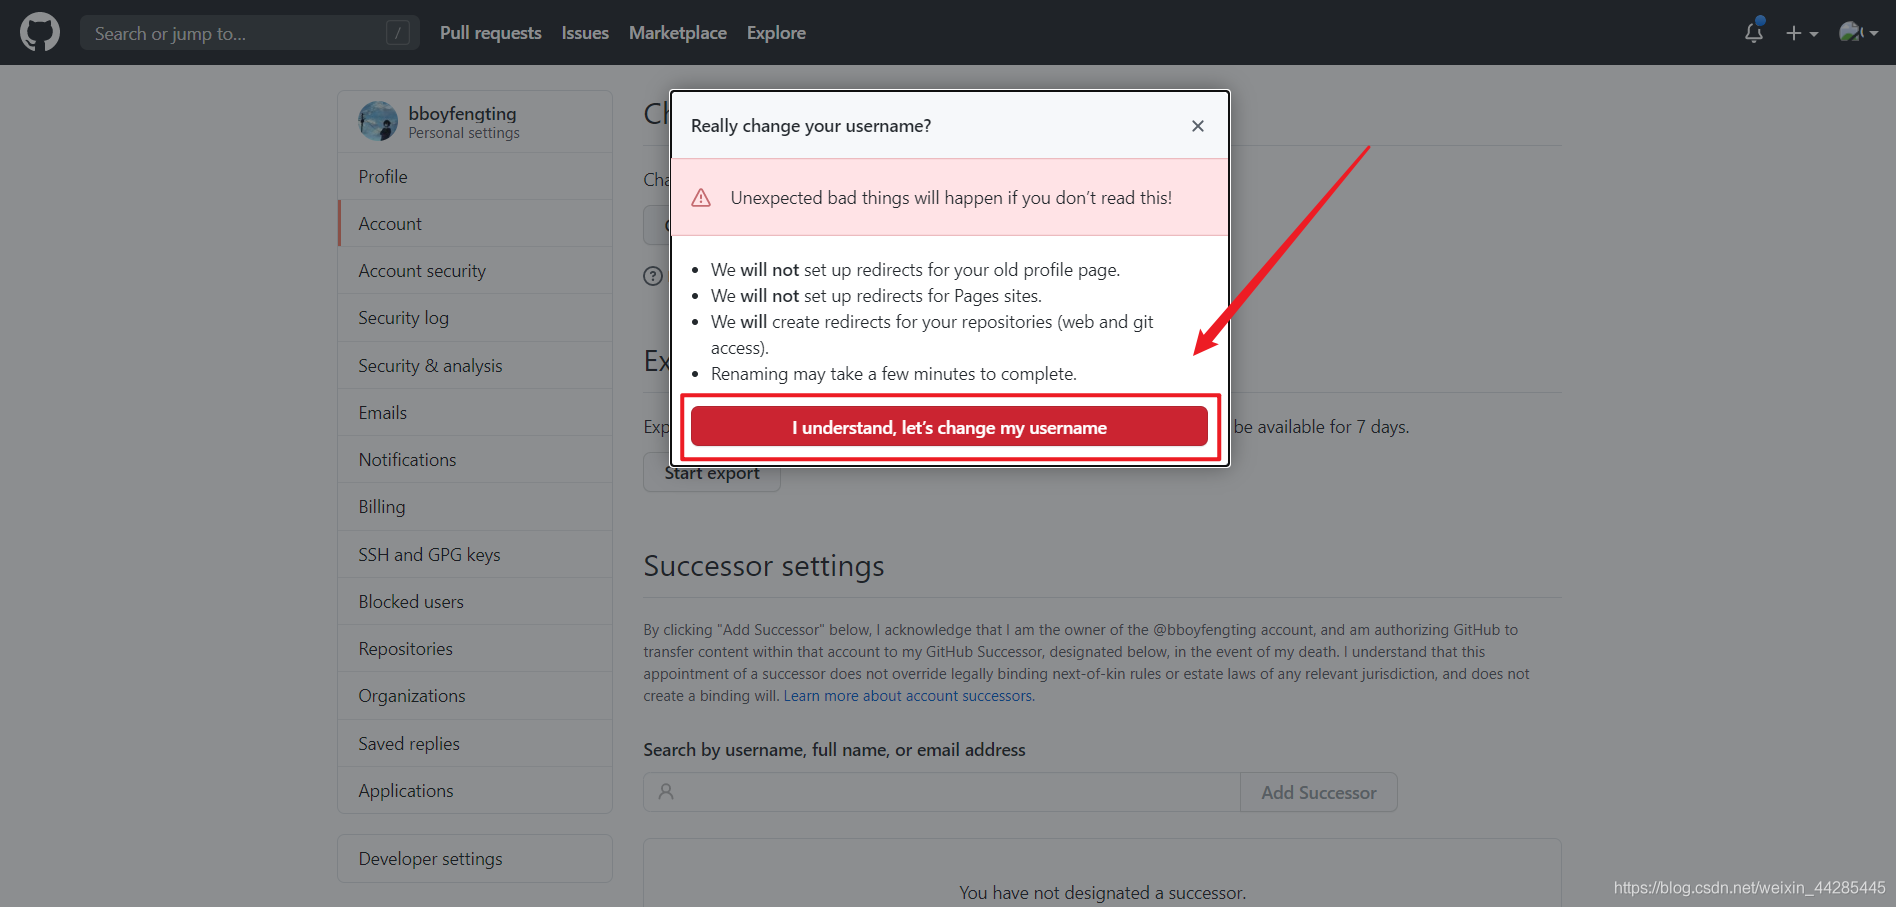 Search or jump to...
/
Pull requests
Issues
Marketplace
Explore
bboyfengting
Personal settings
Profile
Account
Account security
Security log
Security & analysis
Emails
Notifications
Billing
SSH and GPG keys
Blocked users
Repositories
Organizations
Saved replies
Applications
Developer settings
Ch
Cha
Really change your username?
Unexpected bad things will happen if you don’t read this!
We will not set up redirects for your old profile page.
We will not set up redirects for Pages sites.
We will create redirects for your repositories (web and git
access).
Renaming may take a few minutes to complete.
I understand, let’s change my username
Ex
Exp
be available for 7 days.
Start export
Successor settings
By clicking "Add Successor" below, I acknowledge that I am the owner of the @bboyfengting account, and am authorizing GitHub to
transfer content within that account to my GitHub Successor, designated below, in the event of my death. I understand that this
appointment of a successor does not override legally binding next-of-kin rules or estate laws of any relevant jurisdiction, and does not
create a binding will. Learn more about account successors.
Search by username, full name, or email address
Add Successor
You have not designated a successor.
https://blog.csdn.net/weixin_44285445